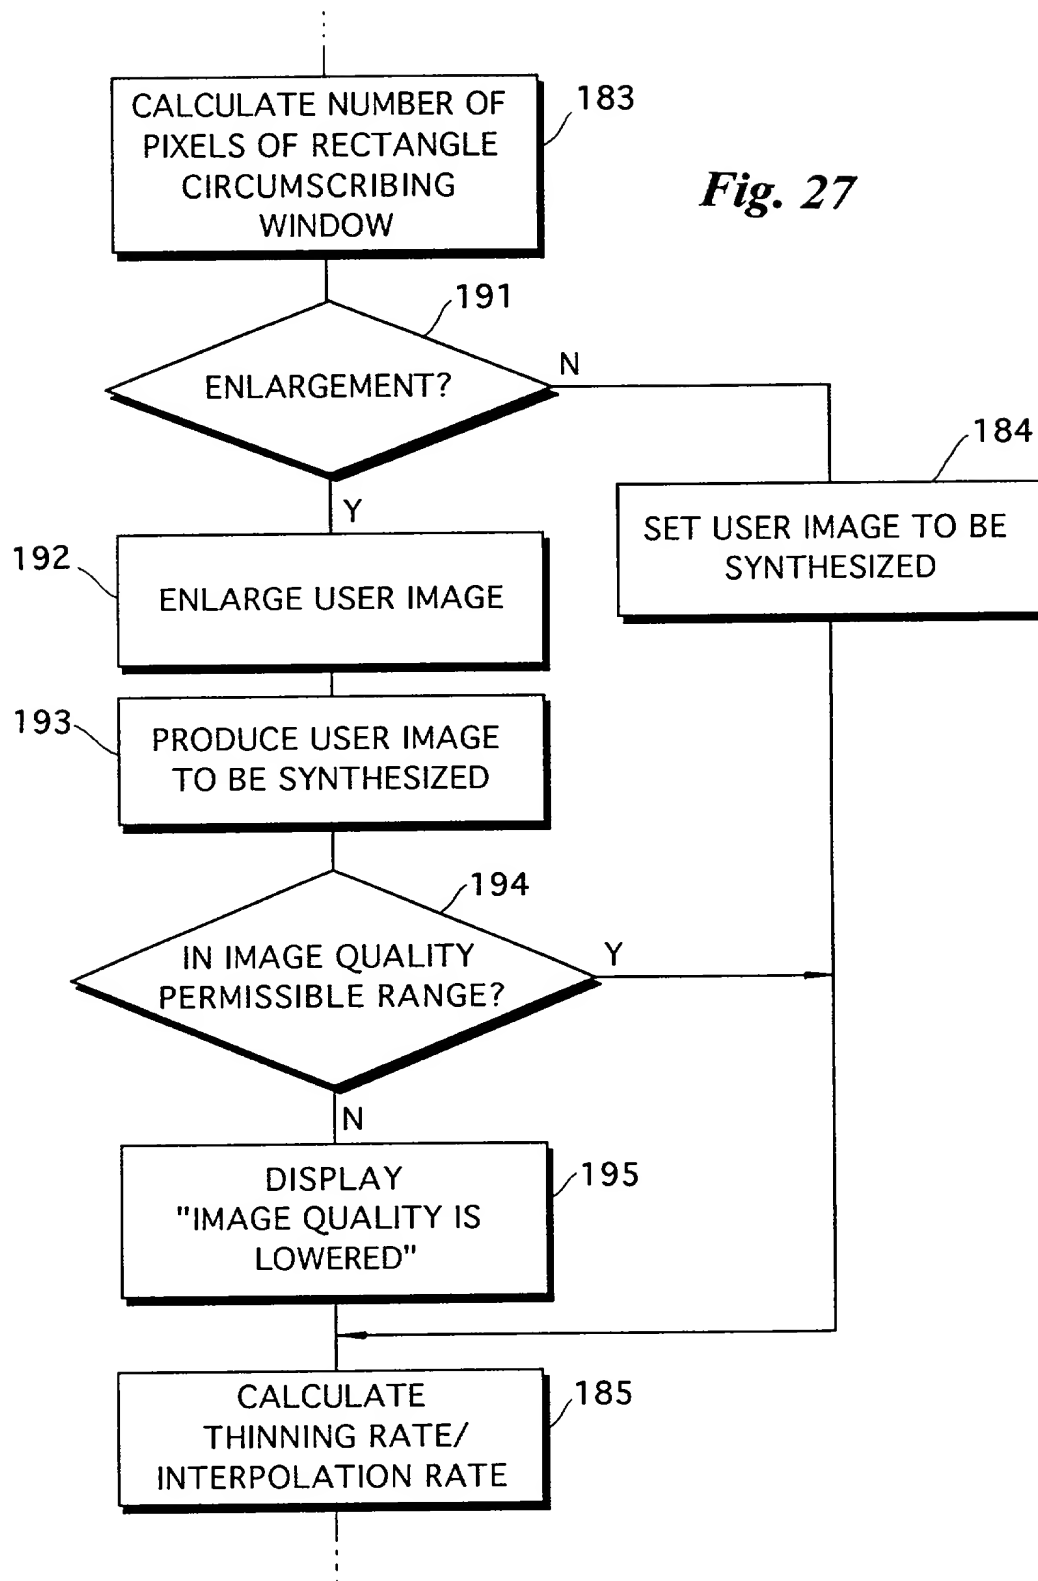 CALCULATE NUMBER OF
PIXELS OF RECTANGLE
CIRCUMSCRIBING
WINDOW
183
Fig. 27
191
ENLARGEMENT?
N
Y
184
SET USER IMAGE TO BE
SYNTHESIZED
192
ENLARGE USER IMAGE
193
PRODUCE USER IMAGE
TO BE SYNTHESIZED
194
IN IMAGE QUALITY
PERMISSIBLE RANGE?
Y
N
DISPLAY
"IMAGE QUALITY IS
LOWERED"
195
CALCULATE
THINNING RATE/
INTERPOLATION RATE
185